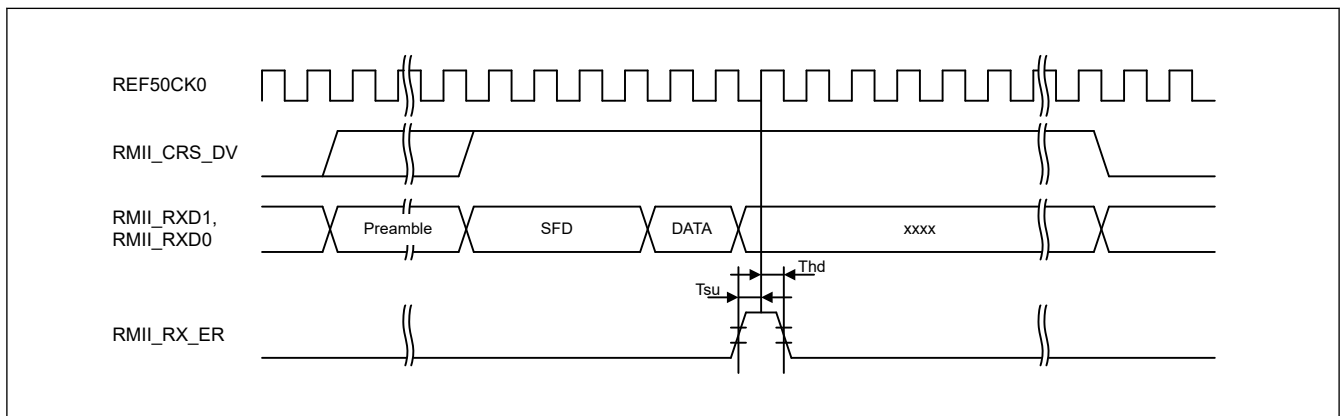 REF50CK0
RMII_CRS_DV
RMII_RXD1,
RMII_RXD0
Preamble
SFD
DATA
xxxx
Thd
Tsu
RMII_RX_ER